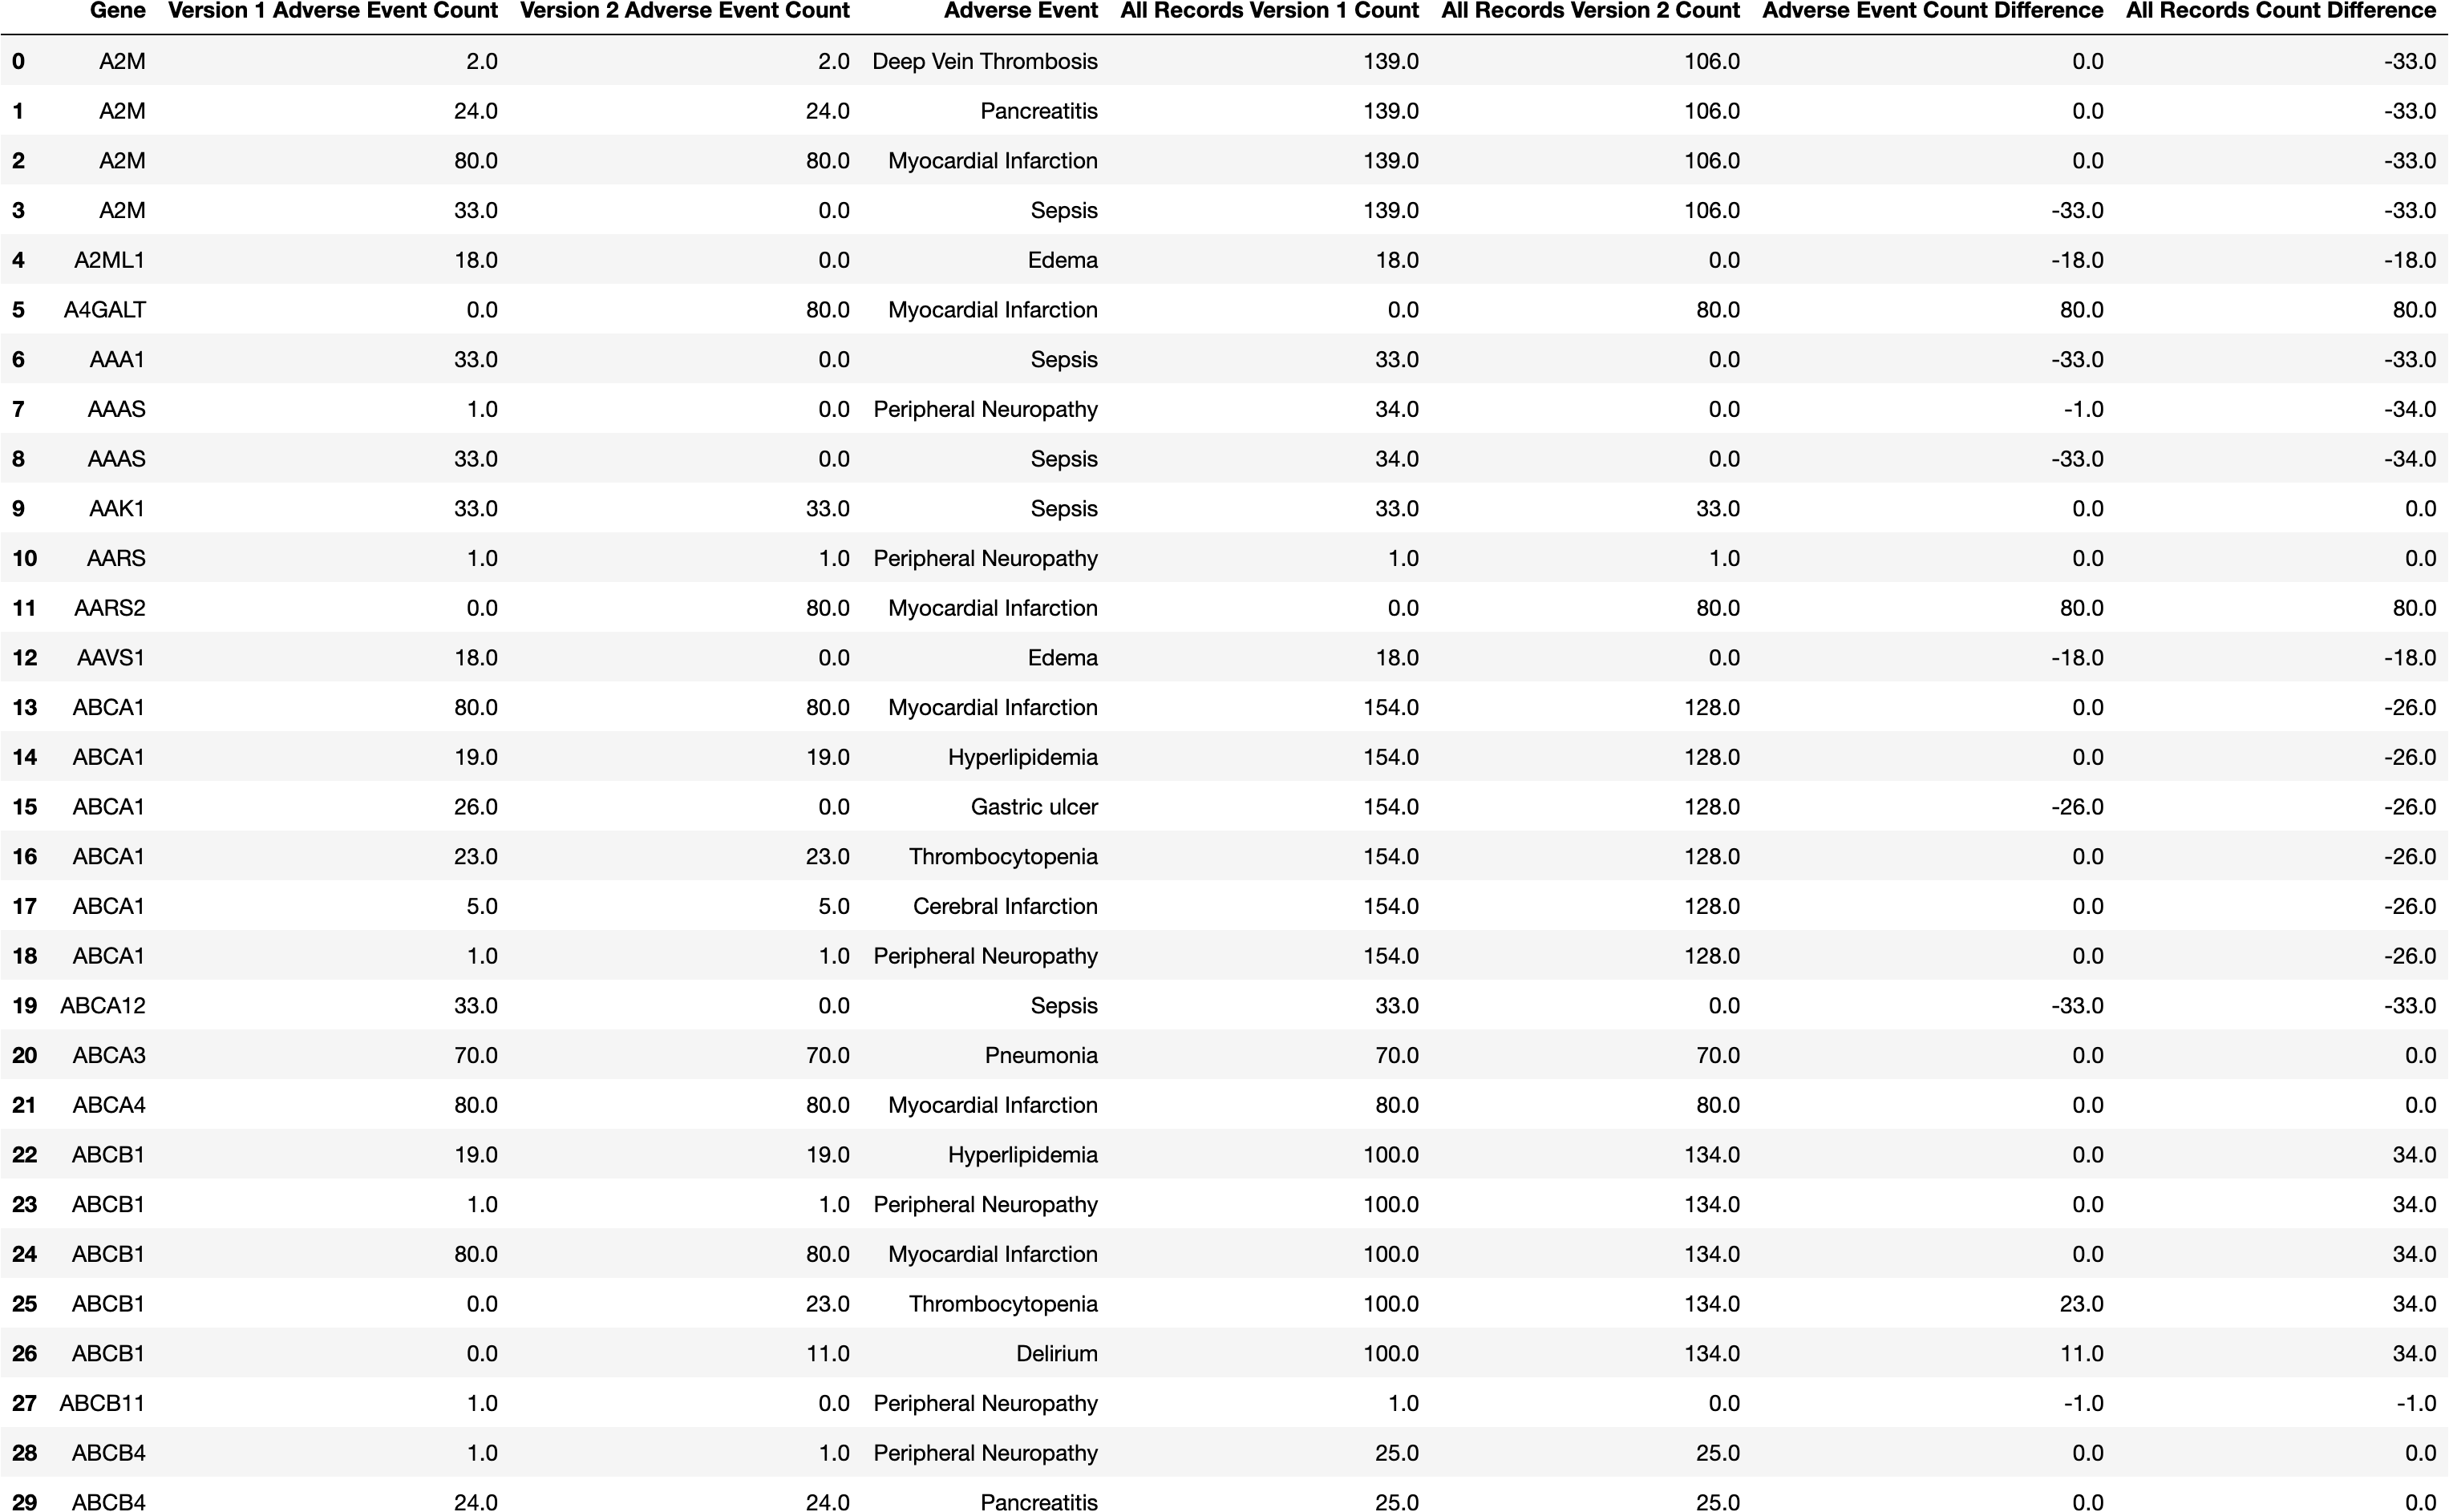 Gene Version 1 Adverse Event Count Version 2 Adverse Event Count Adverse Event All Records Version 1 Count All Records Version 2 Count Adverse Event Count Difference All Records Count Difference
0 A2M 2.0 2.0 Deep Vein Thrombosis 139.0 106.0 0.0 -33.0
1 A2M 24.0 24.0 Pancreatitis 139.0 106.0 0.0 -33.0
2 A2M 80.0 80.0 Myocardial Infarction 139.0 106.0 0.0 -33.0
3 A2M 33.0 0.0 Sepsis 139.0 106.0 -33.0 -33.0
4 A2ML1 18.0 0.0 Edema 18.0 0.0 -18.0 -18.0
5 A4GALT 0.0 80.0 Myocardial Infarction 0.0 80.0 80.0 80.0
6 AAA1 33.0 0.0 Sepsis 33.0 0.0 -33.0 -33.0
7 AAAS 1.0 0.0 Peripheral Neuropathy 34.0 0.0 -1.0 -34.0
8 AAAS 33.0 0.0 Sepsis 34.0 0.0 -33.0 -34.0
9 AAK1 33.0 33.0 Sepsis 33.0 33.0 0.0 0.0
10 AARS 1.0 1.0 Peripheral Neuropathy 1.0 1.0 0.0 0.0
11 AARS2 0.0 80.0 Myocardial Infarction 0.0 80.0 80.0 80.0
12 AAVS1 18.0 0.0 Edema 18.0 0.0 -18.0 -18.0
13 ABCA1 80.0 80.0 Myocardial Infarction 154.0 128.0 0.0 -26.0
14 ABCA1 19.0 19.0 Hyperlipidemia 154.0 128.0 0.0 -26.0
15 ABCA1 26.0 0.0 Gastric ulcer 154.0 128.0 -26.0 -26.0
16 ABCA1 23.0 23.0 Thrombocytopenia 154.0 128.0 0.0 -26.0
17 ABCA1 5.0 5.0 Cerebral Infarction 154.0 128.0 0.0 -26.0
18 ABCA1 1.0 1.0 Peripheral Neuropathy 154.0 128.0 0.0 -26.0
19 ABCA12 33.0 0.0 Sepsis 33.0 0.0 -33.0 -33.0
20 ABCA3 70.0 70.0 Pneumonia 70.0 70.0 0.0 0.0
21 ABCA4 80.0 80.0 Myocardial Infarction 80.0 80.0 0.0 0.0
22 ABCB1 19.0 19.0 Hyperlipidemia 100.0 134.0 0.0 34.0
23 ABCB1 1.0 1.0 Peripheral Neuropathy 100.0 134.0 0.0 34.0
24 ABCB1 80.0 80.0 Myocardial Infarction 100.0 134.0 0.0 34.0
25 ABCB1 0.0 23.0 Thrombocytopenia 100.0 134.0 23.0 34.0
26 ABCB1 0.0 11.0 Delirium 100.0 134.0 11.0 34.0
27 ABCB11 1.0 0.0 Peripheral Neuropathy 1.0 0.0 -1.0 -1.0
28 ABCB4 1.0 1.0 Peripheral Neuropathy 25.0 25.0 0.0 0.0
29 ABCB4 24.0 24.0 Pancreatitis 25.0 25.0 0.0 0.0